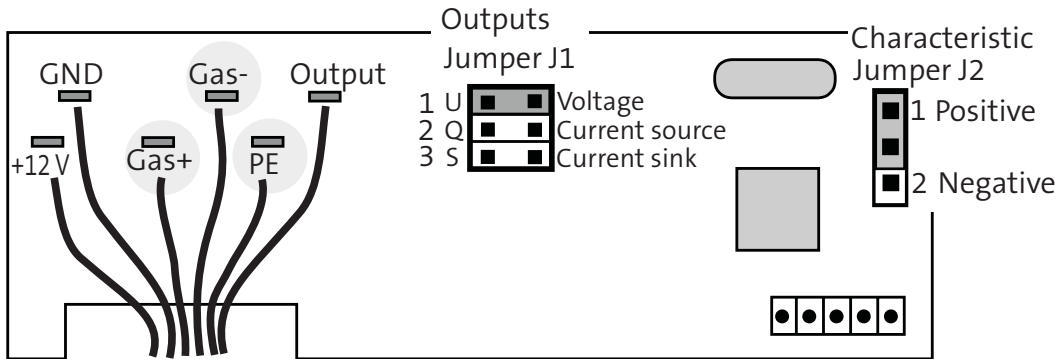 Outputs
Jumper J1
Characteristic
Jumper J2
GND
Gas-
Output
+12 V
Gas+
PE
1 U Voltage
2 Q Current source
3 S Current sink
1 Positive
2 Negative